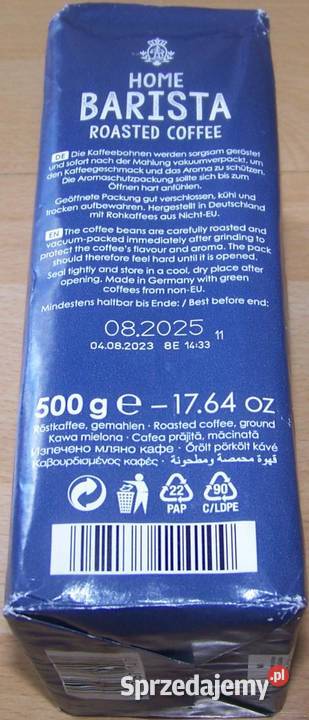 HOME
BARISTA
ROASTED COFFEE
DE Die Kaffeebohnen werden sorgsam geröstet
und sofort nach der Mahlung vakuumverpackt, um
den Kaffeegeschmack und das Aroma zu schützen.
Die Aromaschutzpackung sollte sich bis zum
Öffnen hart anfühlen.
Geöffnete Packung gut verschlossen, kühl und
trocken aufbewahren. Hergestellt in Deutschland
mit Rohkaffees aus Nicht-EU.
EN The coffee beans are carefully roasted and
vacuum-packed immediately after grinding to
protect the coffee's flavour and aroma. The pack
should therefore feel hard until it is opened.
Seal tightly and store in a cool, dry place after
opening. Made in Germany with green
coffees from non-EU.
Mindestens haltbar bis Ende: / Best before end:
08.2025 11
04.08.2023 8E 14:33
500 g ℮ – 17.64 oz
Röstkaffee, gemahlen · Roasted coffee, ground
Kawa mielona · Cafea prăjită, măcinată
Изпечено мляно кафе · Őrölt pörkölt kávé
Καβουρδισμένος καφές · قهوة محمصة ومطحونة
22
PAP
90
C/LDPE
Sprzedajemy.pl